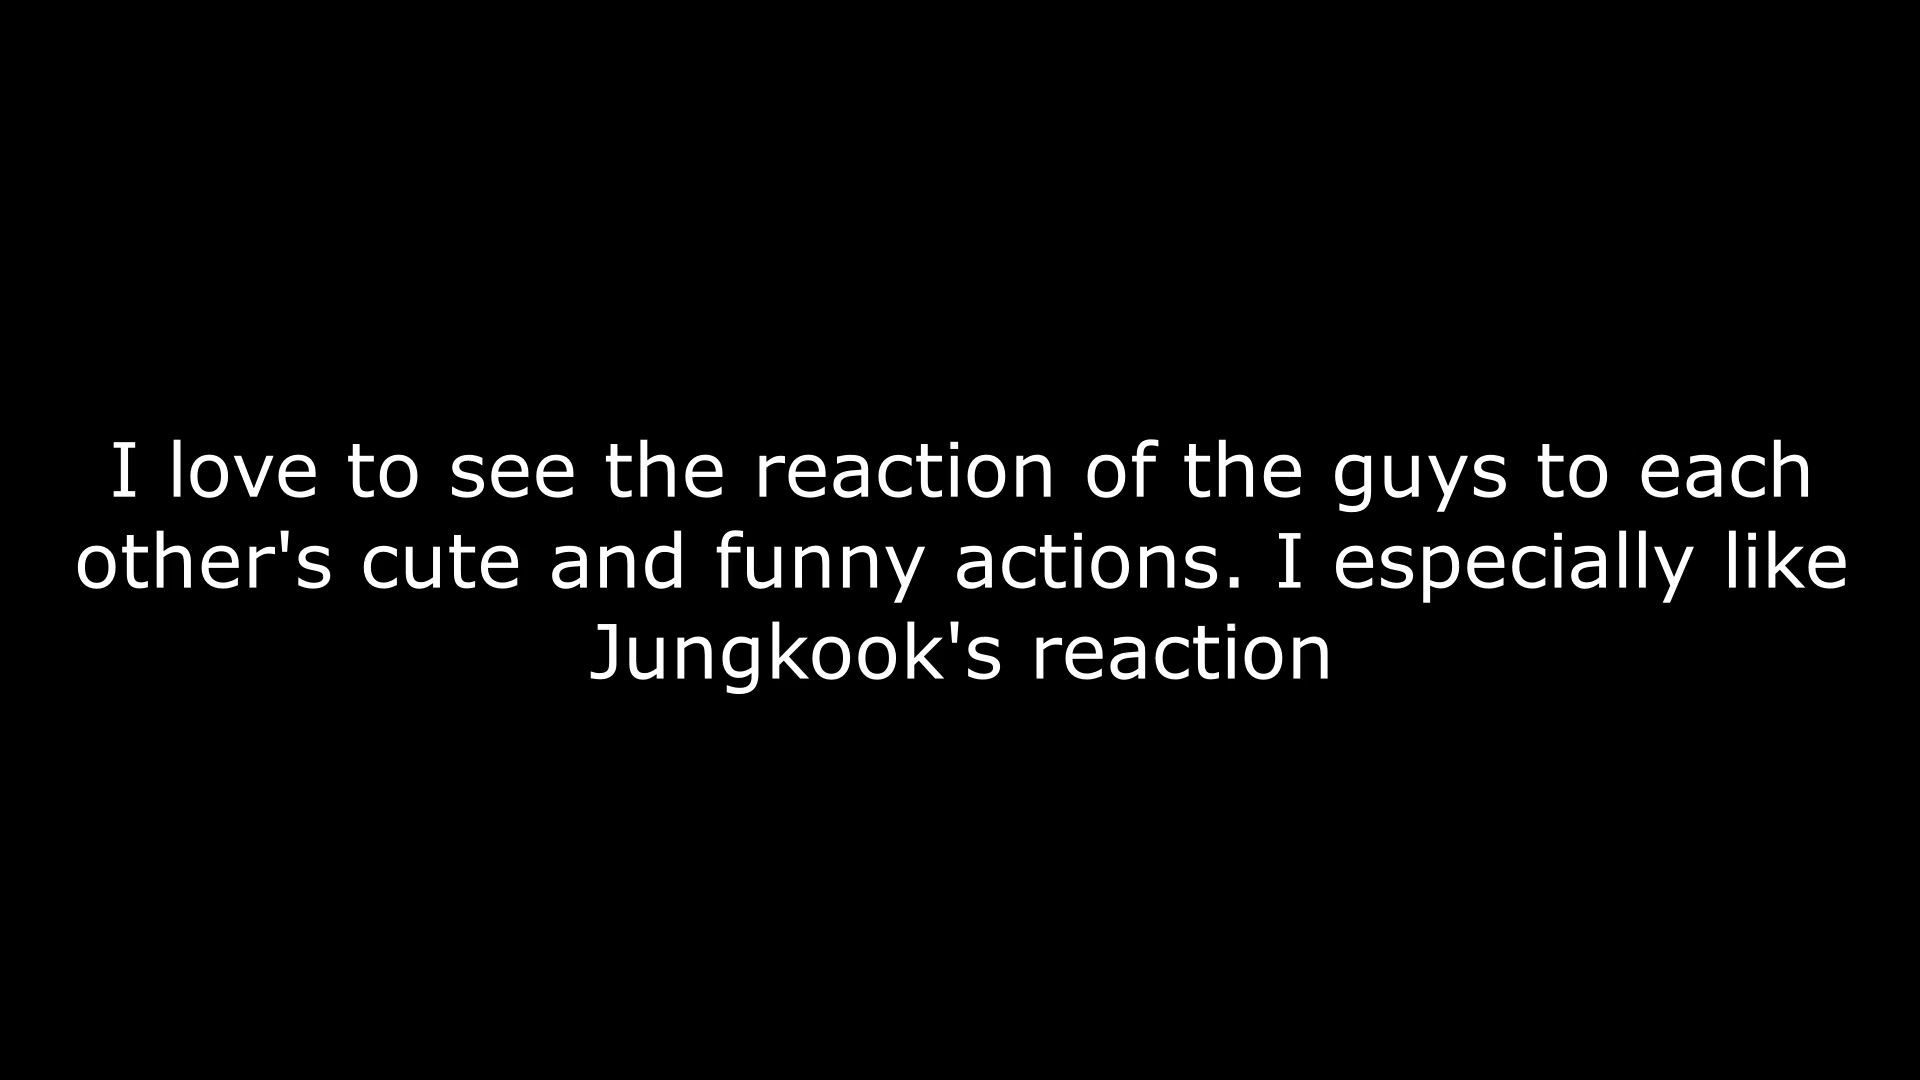 I love to see the reaction of the guys to each
other's cute and funny actions. I especially like
Jungkook's reaction